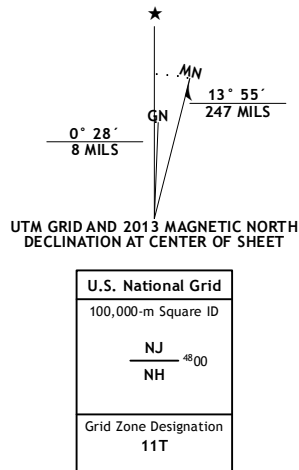 ★
MN
GN
13° 55´
247 MILS
0° 28´
8 MILS
UTM GRID AND 2013 MAGNETIC NORTH
DECLINATION AT CENTER OF SHEET
U.S. National Grid
100,000-m Square ID
NJ
4800
NH
Grid Zone Designation
11T